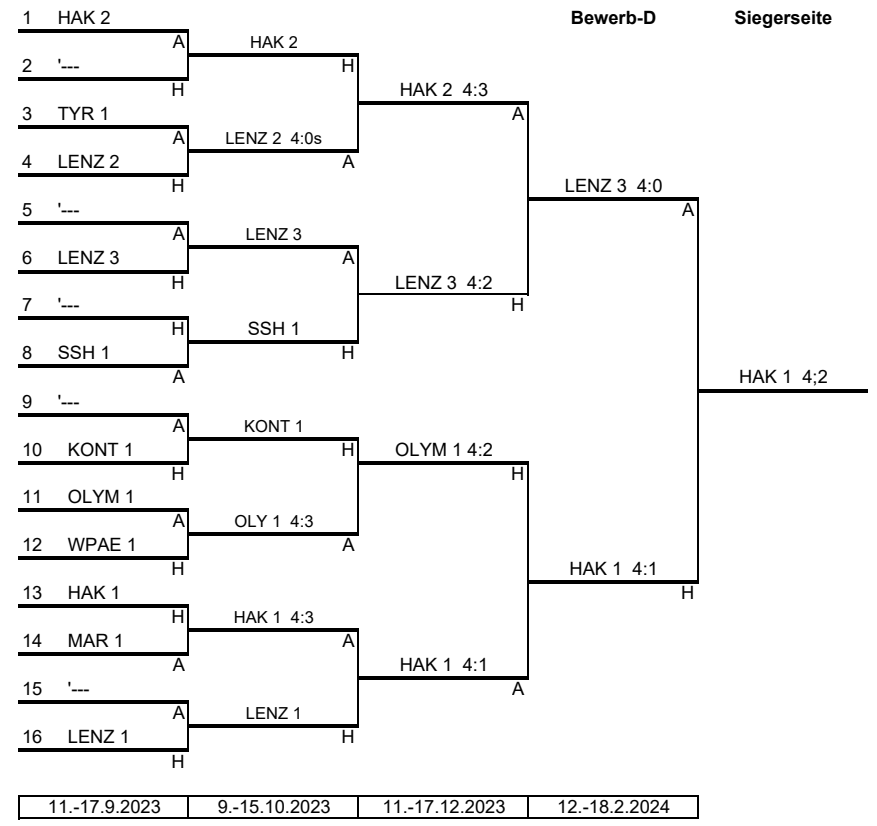 1 HAK 2 Bewerb-D Siegerseite
A HAK 2
2 '--- H
H HAK 2 4:3
3 TYR 1 A
A LENZ 2 4:0s
4 LENZ 2 A
H LENZ 3 4:0
5 '--- A
A LENZ 3
6 LENZ 3 A
H LENZ 3 4:2
7 '--- H
H SSH 1
8 SSH 1 H
A HAK 1 4;2
9 '---
A KONT 1
10 KONT 1 H OLYM 1 4:2
H H
11 OLYM 1
A OLY 1 4:3
12 WPAE 1 A
H HAK 1 4:1
13 HAK 1 H
H HAK 1 4:3
14 MAR 1 A
A HAK 1 4:1
15 '--- A
A LENZ 1
16 LENZ 1 H
H
11.-17.9.2023 9.-15.10.2023 11.-17.12.2023 12.-18.2.2024